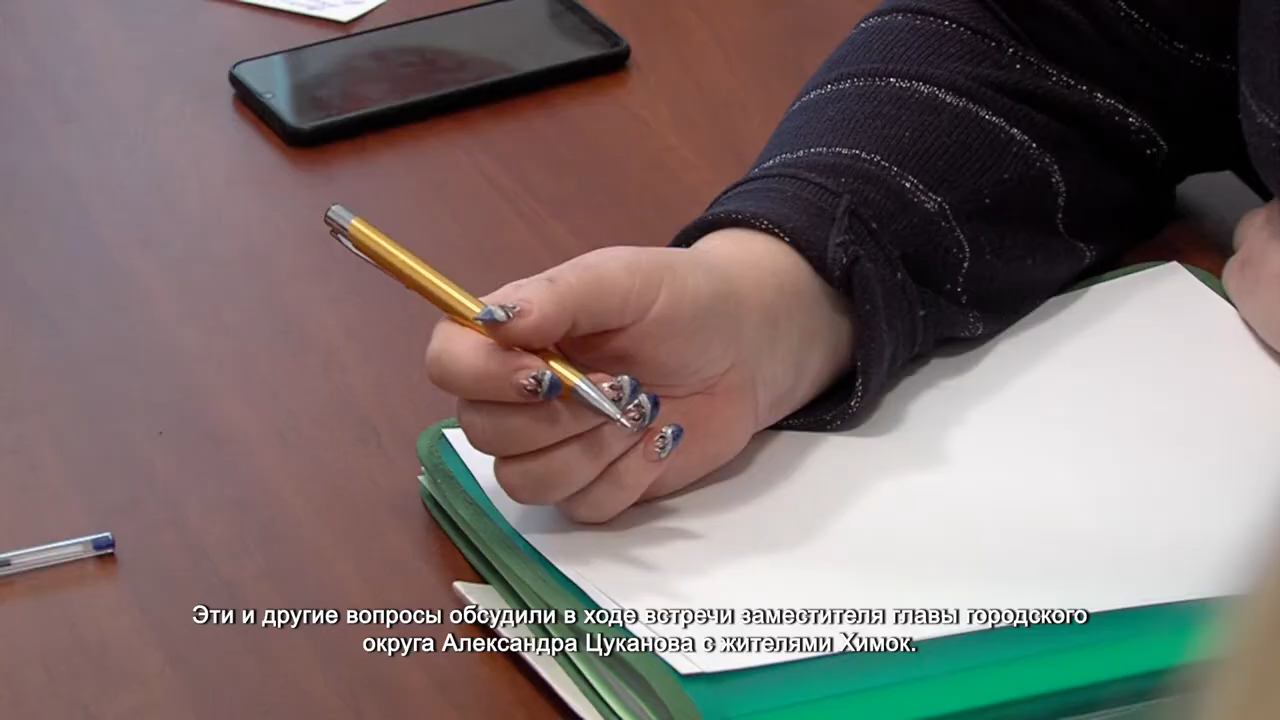 Эти и другие вопросы обсудили в ходе встречи заместителя главы городского
округа Александра Цуканова с жителями Химок.